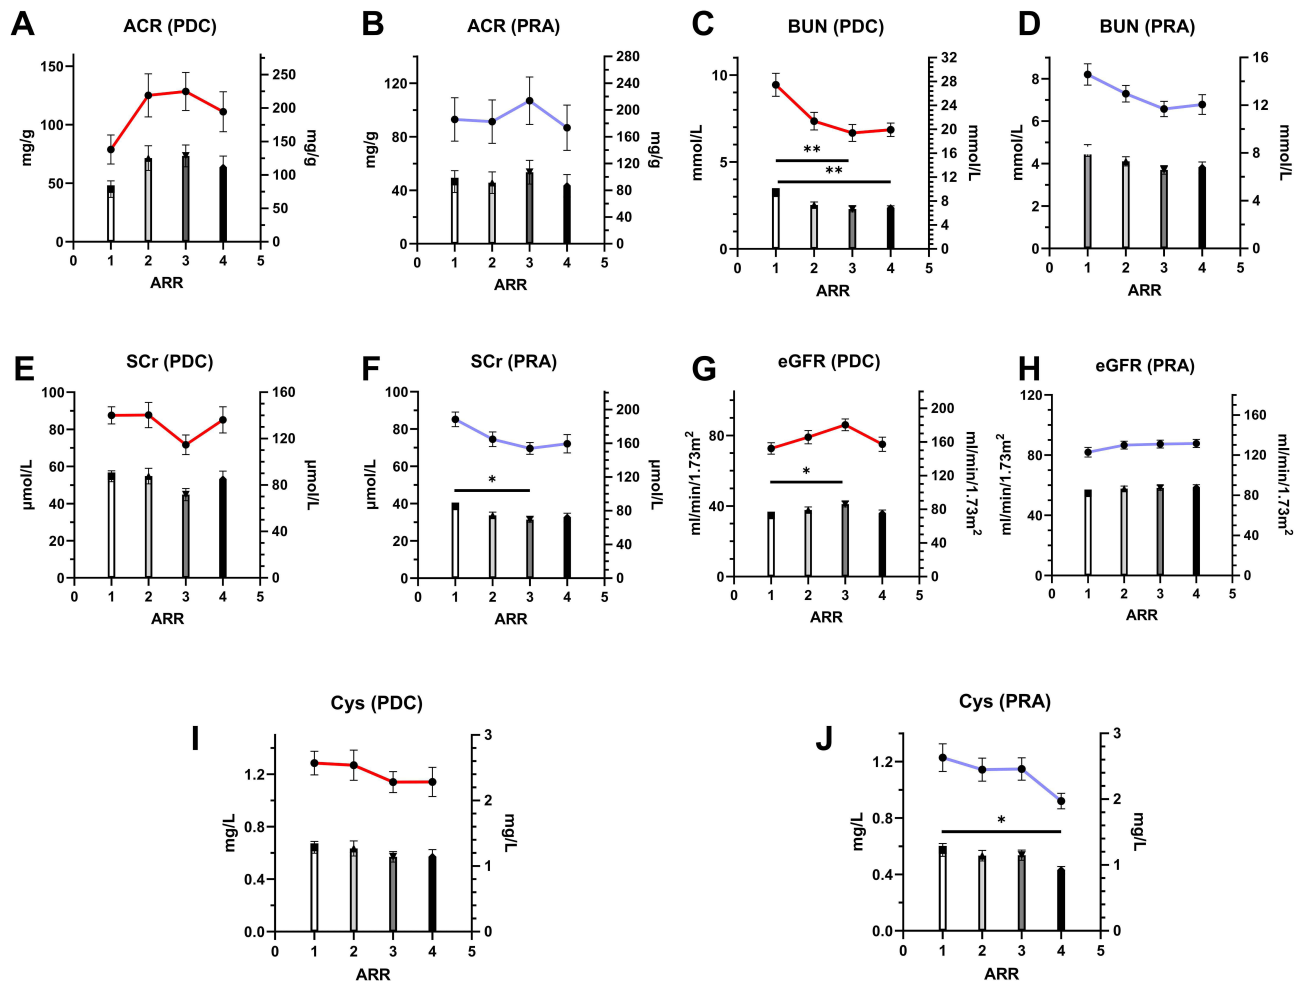 A
ACR (PDC)
150
100
50
0
mg/g
250
200
150
100
50
0
mg/g
0 1 2 3 4 5
ARR
B
ACR (PRA)
120
80
40
0
mg/g
280
240
200
160
120
80
40
0
mg/g
0 1 2 3 4 5
ARR
C
BUN (PDC)
10
5
0
mmol/L
**
**
32
28
24
20
16
12
8
4
0
mmol/L
0 1 2 3 4 5
ARR
D
BUN (PRA)
8
6
4
2
0
mmol/L
16
12
8
4
0
mmol/L
0 1 2 3 4 5
ARR
E
SCr (PDC)
100
80
60
40
20
0
μmol/L
160
120
80
40
0
μmol/L
0 1 2 3 4 5
ARR
F
SCr (PRA)
100
80
60
40
20
0
μmol/L
*
200
160
120
80
40
0
μmol/L
0 1 2 3 4 5
ARR
G
eGFR (PDC)
80
40
0
ml/min/1.73m²
*
200
160
120
80
40
0
ml/min/1.73m²
0 1 2 3 4 5
ARR
H
eGFR (PRA)
120
80
40
0
ml/min/1.73m²
160
120
80
40
0
ml/min/1.73m²
0 1 2 3 4 5
ARR
I
Cys (PDC)
1.2
0.8
0.4
0.0
mg/L
3
2
1
0
mg/L
0 1 2 3 4 5
ARR
J
Cys (PRA)
1.2
0.8
0.4
0.0
mg/L
*
3
2
1
0
mg/L
0 1 2 3 4 5
ARR